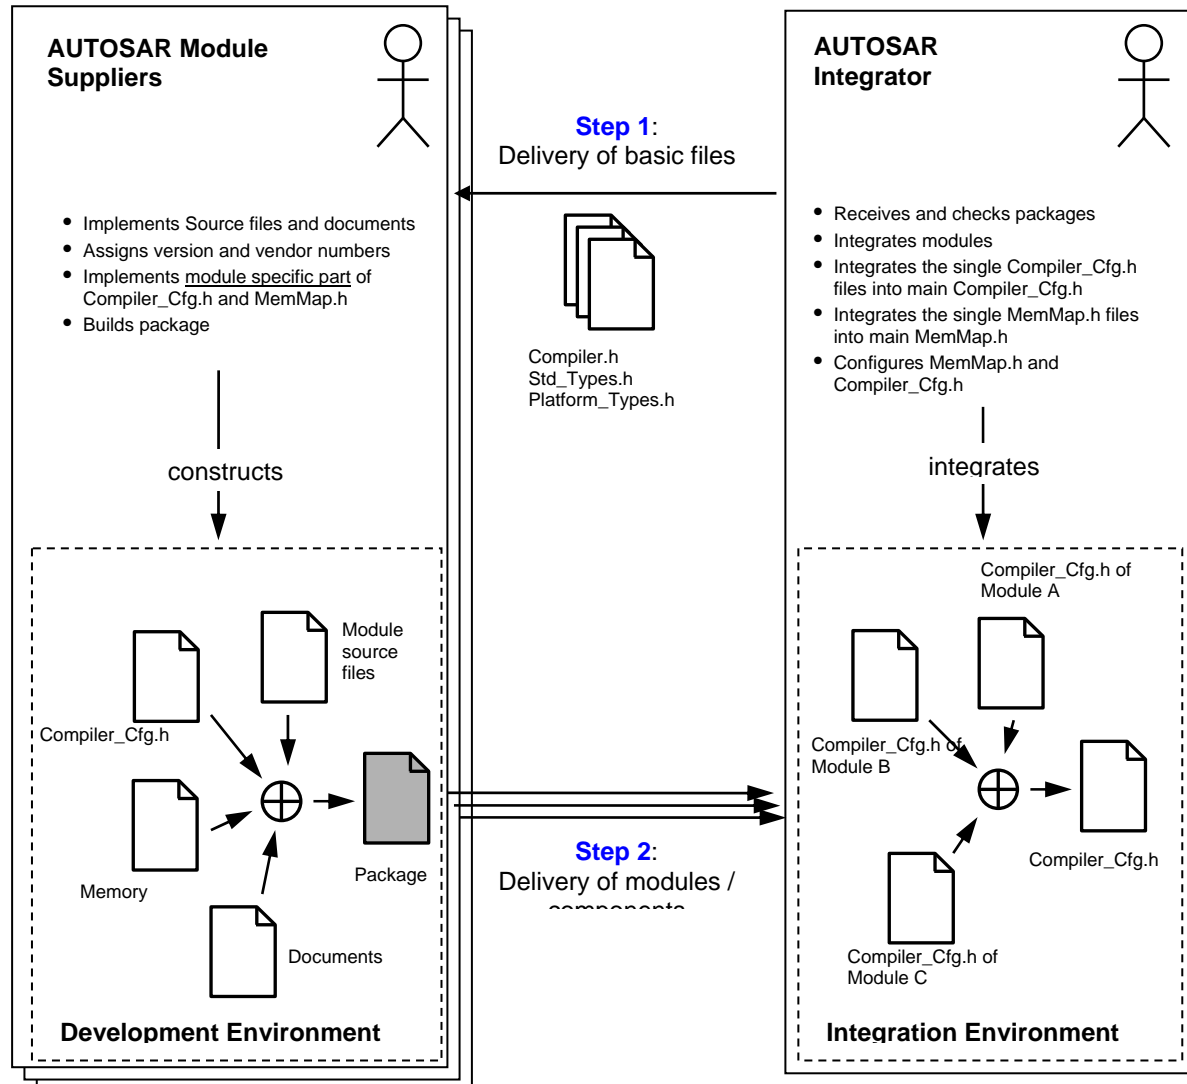 AUTOSAR Module
Suppliers
• Implements Source files and documents
• Assigns version and vendor numbers
• Implements module specific part of
Compiler_Cfg.h and MemMap.h
• Builds package
constructs
Compiler_Cfg.h
Module
source
files
Memory
Package
Documents
Development Environment
Step 1:
Delivery of basic files
Compiler.h
Std_Types.h
Platform_Types.h
Step 2:
Delivery of modules /
components
AUTOSAR
Integrator
• Receives and checks packages
• Integrates modules
• Integrates the single Compiler_Cfg.h
files into main Compiler_Cfg.h
• Integrates the single MemMap.h files
into main MemMap.h
• Configures MemMap.h and
Compiler_Cfg.h
integrates
Compiler_Cfg.h of
Module A
Compiler_Cfg.h of
Module B
Compiler_Cfg.h
Compiler_Cfg.h of
Module C
Integration Environment